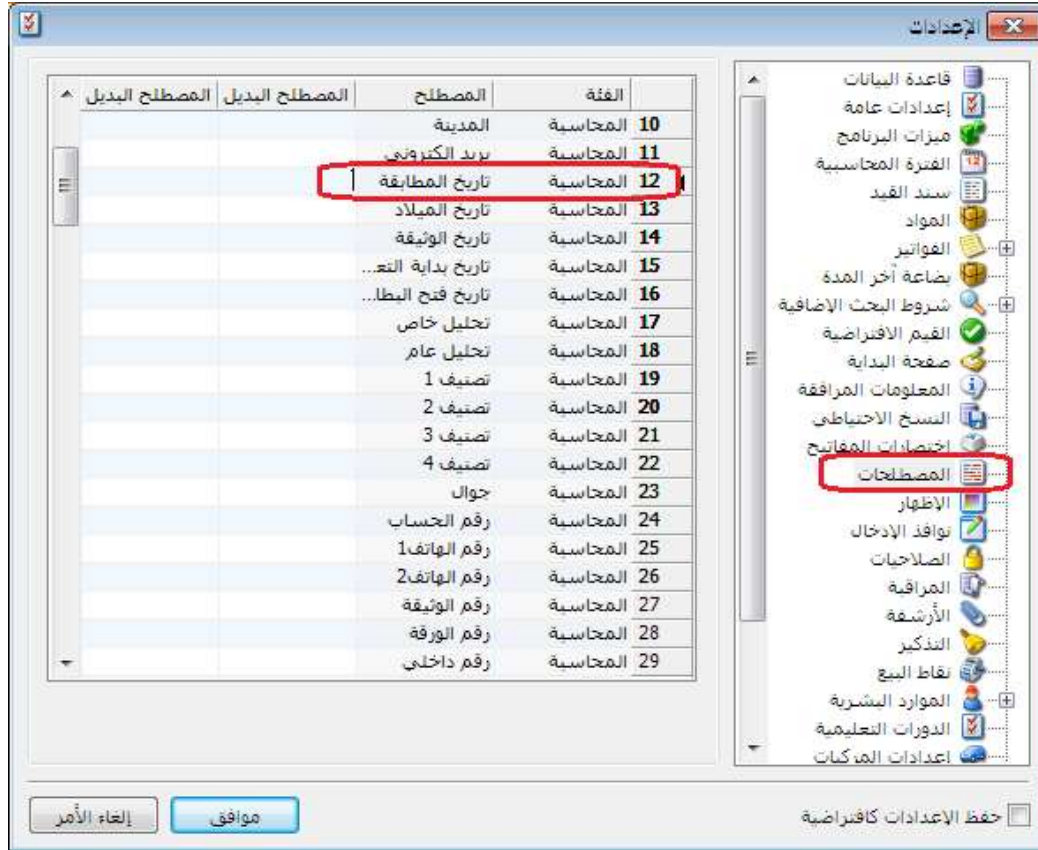 الإعدادات
قاعدة البيانات
إعدادات عامة
ميزات البرنامج
الفترة المحاسبية
سند القيد
المواد
الفواتير
بضاعة آخر المدة
شروط البحث الإضافية
القيم الافتراضية
صفحة البداية
المعلومات المرافقة
النسخ الاحتياطي
اختصارات المفاتيح
المصطلحات
الإظهار
نوافذ الإدخال
الصلاحيات
المراقبة
الأرشفة
التذكير
نقاط البيع
الموارد البشرية
الدورات التعليمية
إعدادات المركبات
الفئة المصطلح المصطلح البديل المصطلح البديل
10 المحاسبة المدينة
11 المحاسبة بريد الكتروني
12 المحاسبة تاريخ المطابقة
13 المحاسبة تاريخ الميلاد
14 المحاسبة تاريخ الوثيقة
15 المحاسبة تاريخ بداية التع...
16 المحاسبة تاريخ فتح البطا...
17 المحاسبة تحليل خاص
18 المحاسبة تحليل عام
19 المحاسبة تصنيف 1
20 المحاسبة تصنيف 2
21 المحاسبة تصنيف 3
22 المحاسبة تصنيف 4
23 المحاسبة جوال
24 المحاسبة رقم الحساب
25 المحاسبة رقم الهاتف1
26 المحاسبة رقم الهاتف2
27 المحاسبة رقم الوثيقة
28 المحاسبة رقم الورقة
29 المحاسبة رقم داخلي
حفظ الإعدادات كافتراضية
موافق
إلغاء الأمر